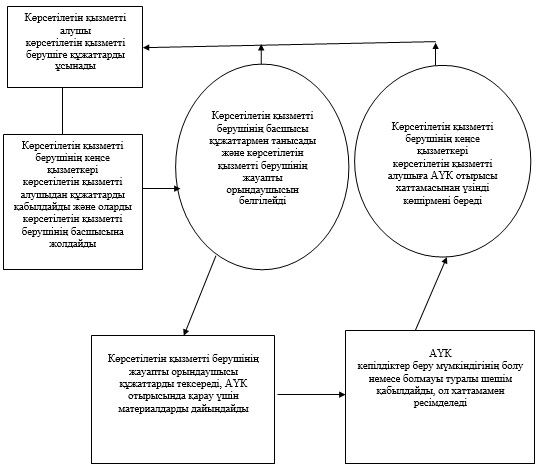 Көрсетілетін қызметті
алушы
көрсетілетін қызметті
берушіге құжаттарды
ұсынады
Көрсетілетін қызметті
берушінің кеңсе
қызметкері
көрсетілетін қызметті
алушыдан құжаттарды
қабылдайды және оларды
көрсетілетін қызметті
берушінің басшысына
жолдайды
Көрсетілетін қызметті
берушінің басшысы
құжаттармен танысады
және көрсетілетін
қызметті берушінің
жауапты
орындаушысын
белгілейді
Көрсетілетін қызметті
берушінің кеңсе
қызметкері
көрсетілетін қызметті
алушыға АҮК отырысы
хаттамасынан үзінді
көшірмені береді
Көрсетілетін қызметті берушінің
жауапты орындаушысы
құжаттарды тексереді, АҮК
отырысында қарау үшін
материалдарды дайындайды
АҮК
кепілдіктер беру мүмкіндігінің болу
немесе болмауы туралы шешім
қабылдайды, ол хаттамамен
ресімделеді